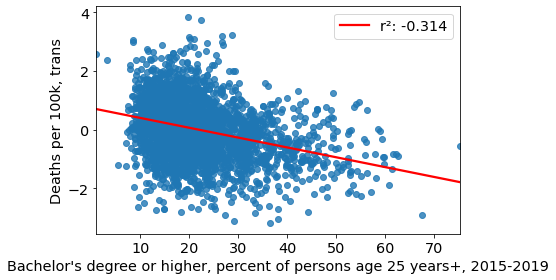 4
2
0
−2
Deaths per 100k, trans
r²: -0.314
10 20 30 40 50 60 70
Bachelor's degree or higher, percent of persons age 25 years+, 2015-2019